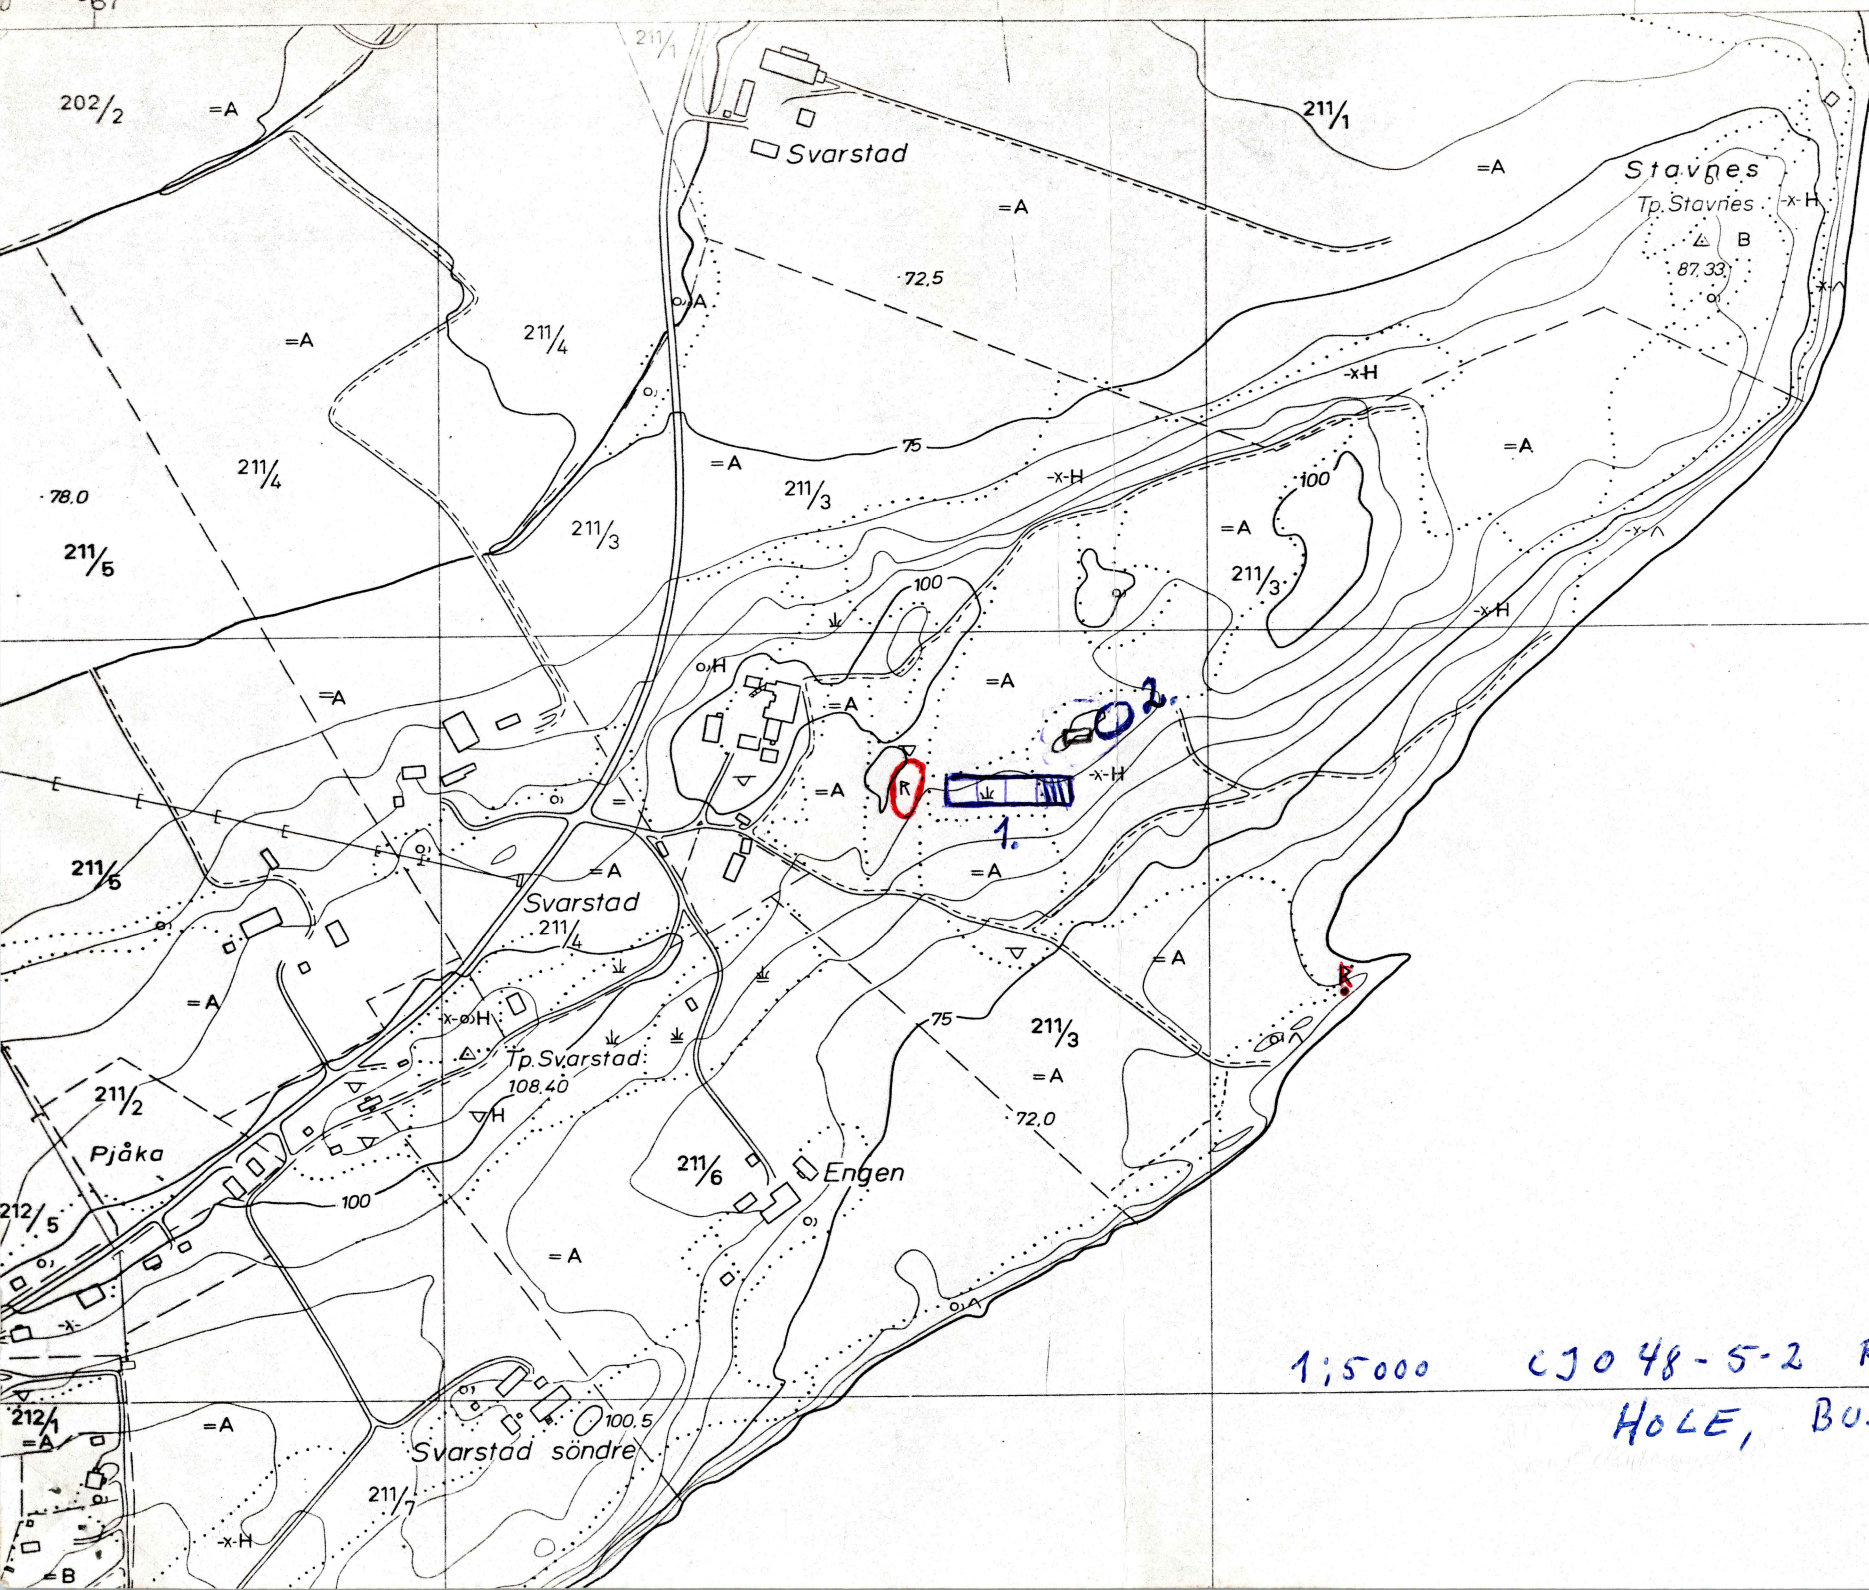 67
211/1
202/2
=A
211/1
Svarstad
=A
Stavnes
=A
Tp.Stavnes
-x-H
B
87,33
72,5
A
=A
211/4
-x-H
211/4
75
=A
=A
78.0
211/3
-x-H
100
211/3
=A
211/5
211/3
100
-x-H
H
=A
=A
=A
2.
R
=A
-x-H
1.
E
E
E
E
E
211/5
=A
=A
Svarstad
211/4
=A
R
=A
-x-o)H
75
211/3
Tp.Svarstad
108.40
=A
211/2
H
72,0
Pjåka
211/6
Engen
212/5
100
=A
-x-
1:5000 CJ048-5-2
212/1
=A
=A
100.5
HOLE, BU
Svarstad söndre
211/7
-x-H
=B